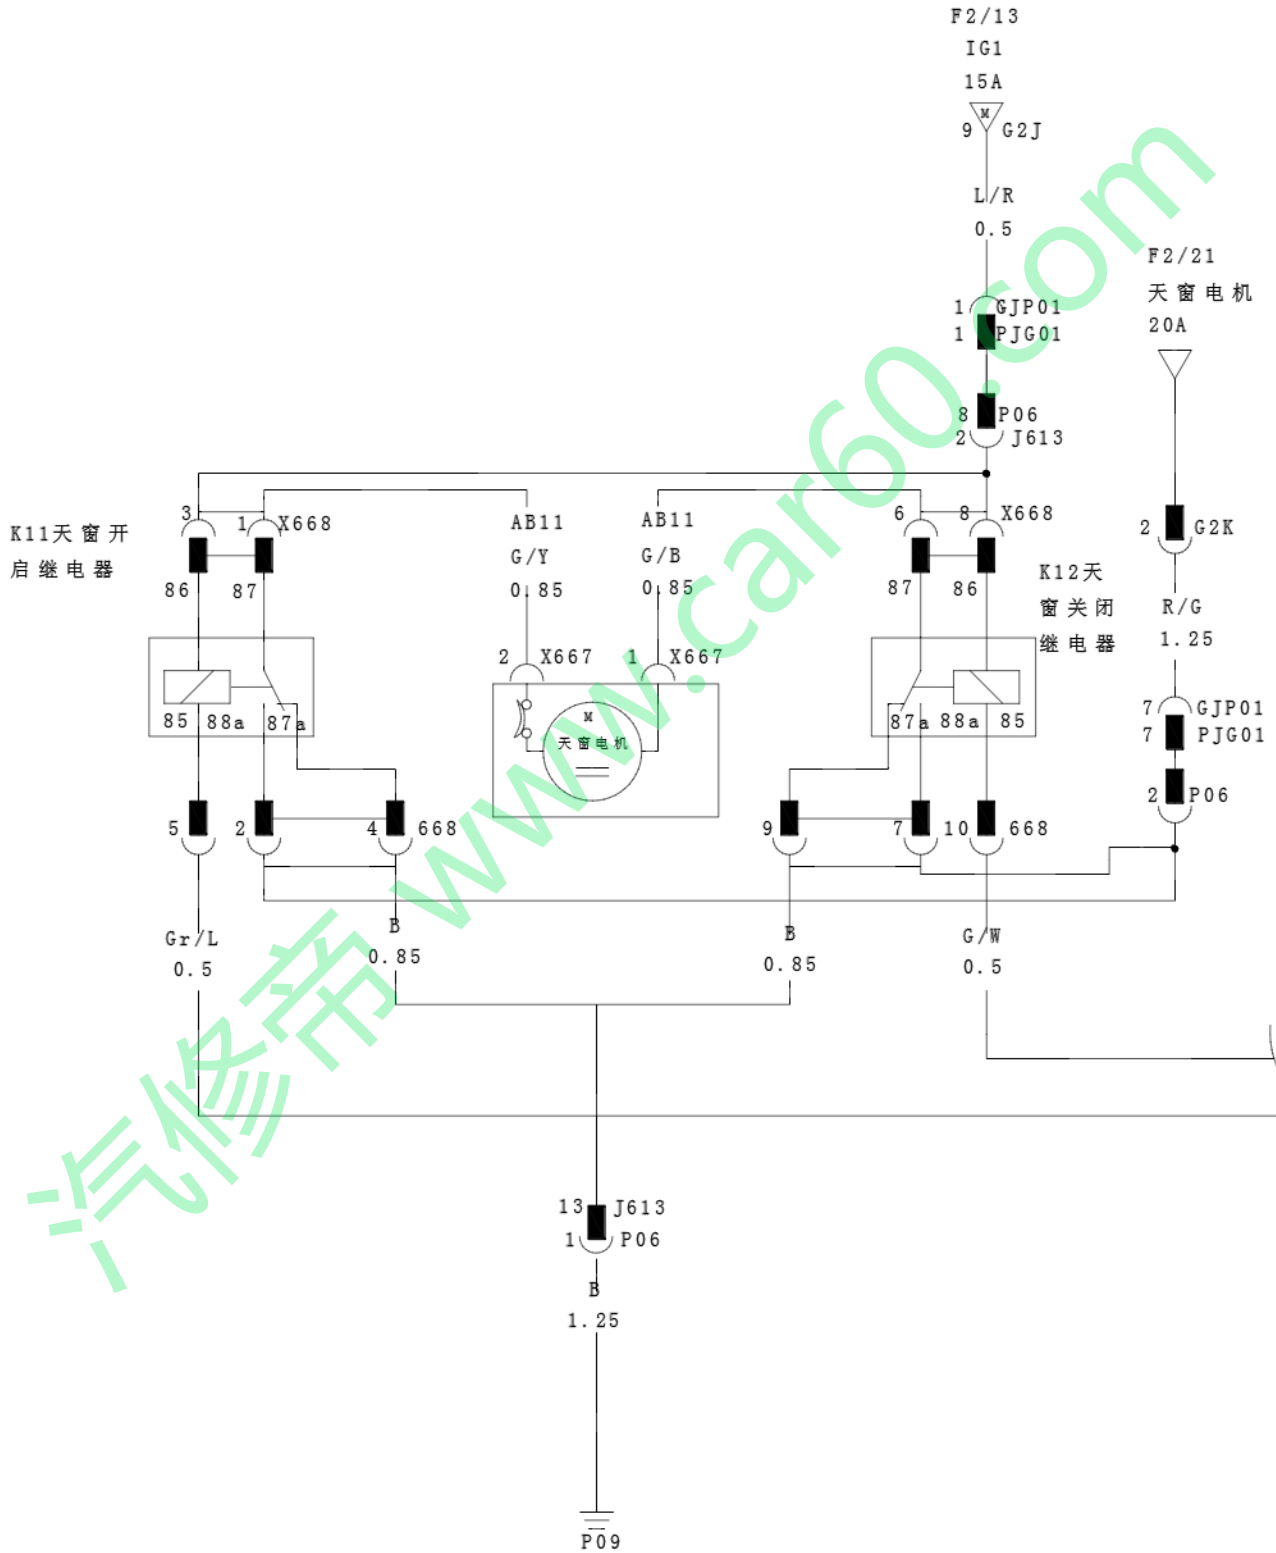 F2/13
IG1
15A
M
9 G2J
L/R
0.5
F2/21
天窗电机
20A
1 GJP01
1 PJG01
8 P06
2 J613
K11天窗开
启继电器
3
1 X668
86 87
AB11
G/Y
0.85
AB11
G/B
0.85
6 8 X668
87 86
K12天
窗关闭
继电器
2 G2K
R/G
1.25
2 X667
1 X667
M
天窗电机
85 88a 87a
87a 88a 85
7 GJP01
7 PJG01
2 P06
5 2 4 668
9 7 10 668
Gr/L
0.5
B
0.85
B
0.85
G/W
0.5
13 J613
1 P06
B
1.25
P09
汽修帝 www.car60.com